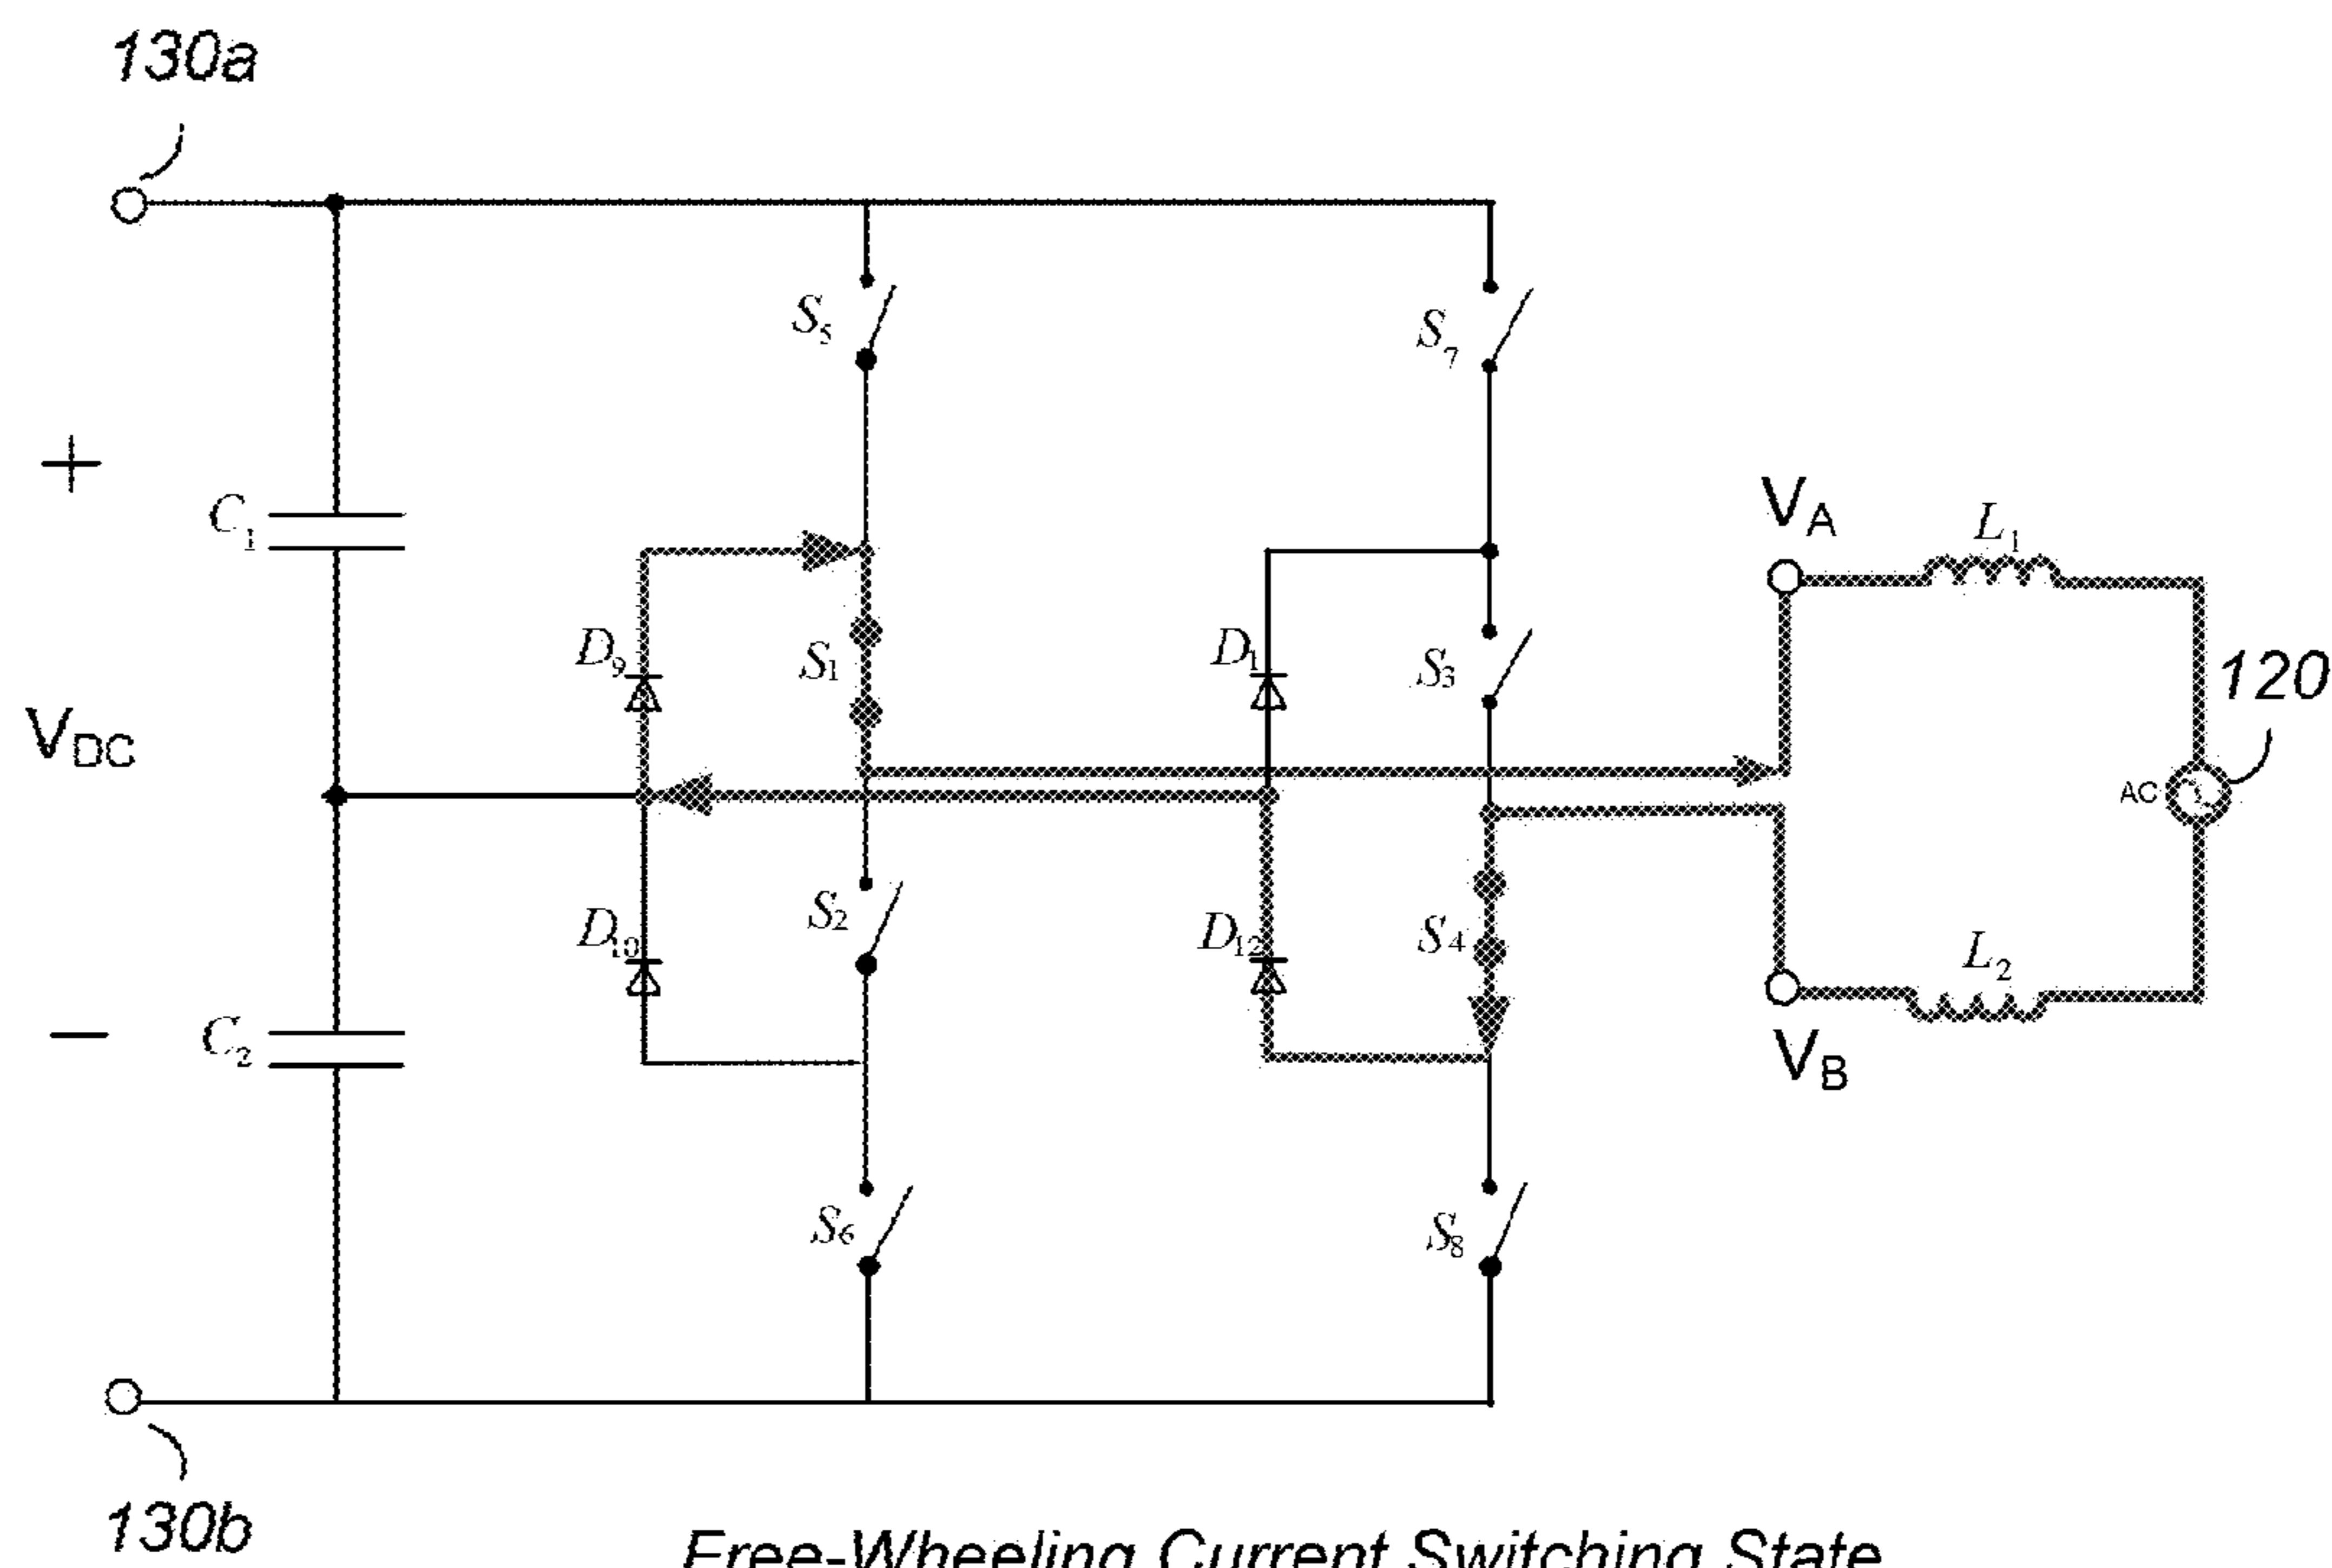 130a
S5
S7
+
C1
VA
L1
D9
S1
D1
S3
120
VDC
AC
D10
S2
D12
S4
L2
C2
−
VB
S6
S8
130b
Free-Wheeling Current Switching State